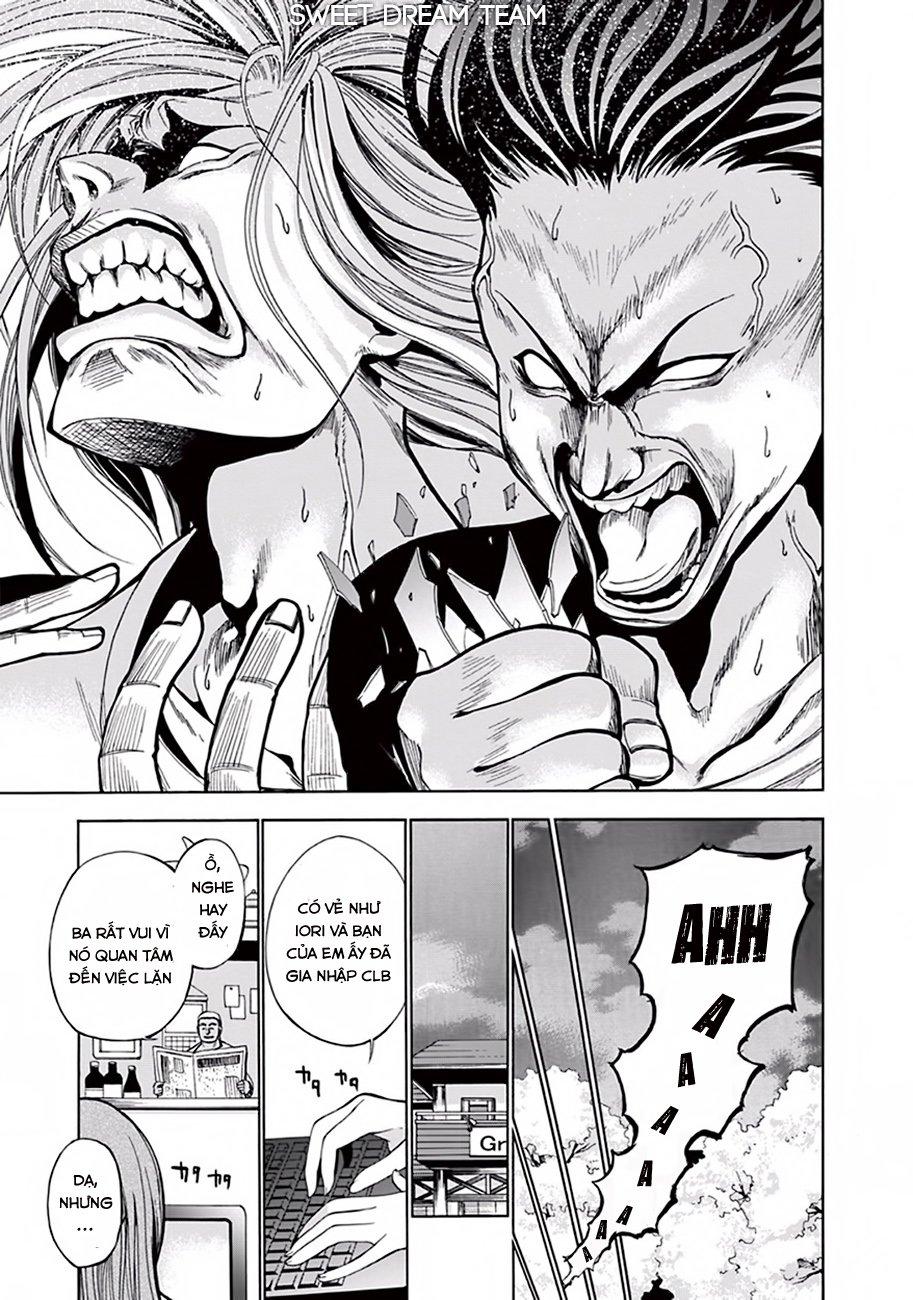 SWEET DREAM TEAM
AHH
A
A
A
A
A
A
A
A
Gr
CÓ VẺ NHƯ
IORI VÀ BẠN
CỦA EM ẤY ĐÃ
GIA NHẬP CLB
カタ
カタ
Ồ,
NGHE
HAY
ĐẤY
BA RẤT VUI VÌ
NÓ QUAN TÂM
ĐẾN VIỆC LẶN
カタ
カタ
DẠ,
NHƯNG
...